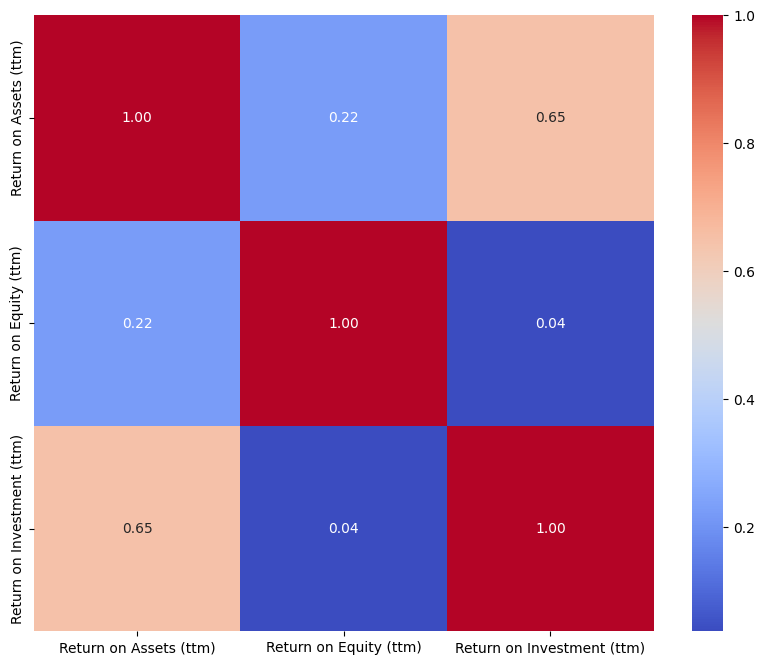 Return on Assets (ttm)
1.00
0.22
0.65
Return on Equity (ttm)
0.22
1.00
0.04
Return on Investment (ttm)
0.65
0.04
1.00
Return on Assets (ttm)
Return on Equity (ttm)
Return on Investment (ttm)
1.0
0.8
0.6
0.4
0.2